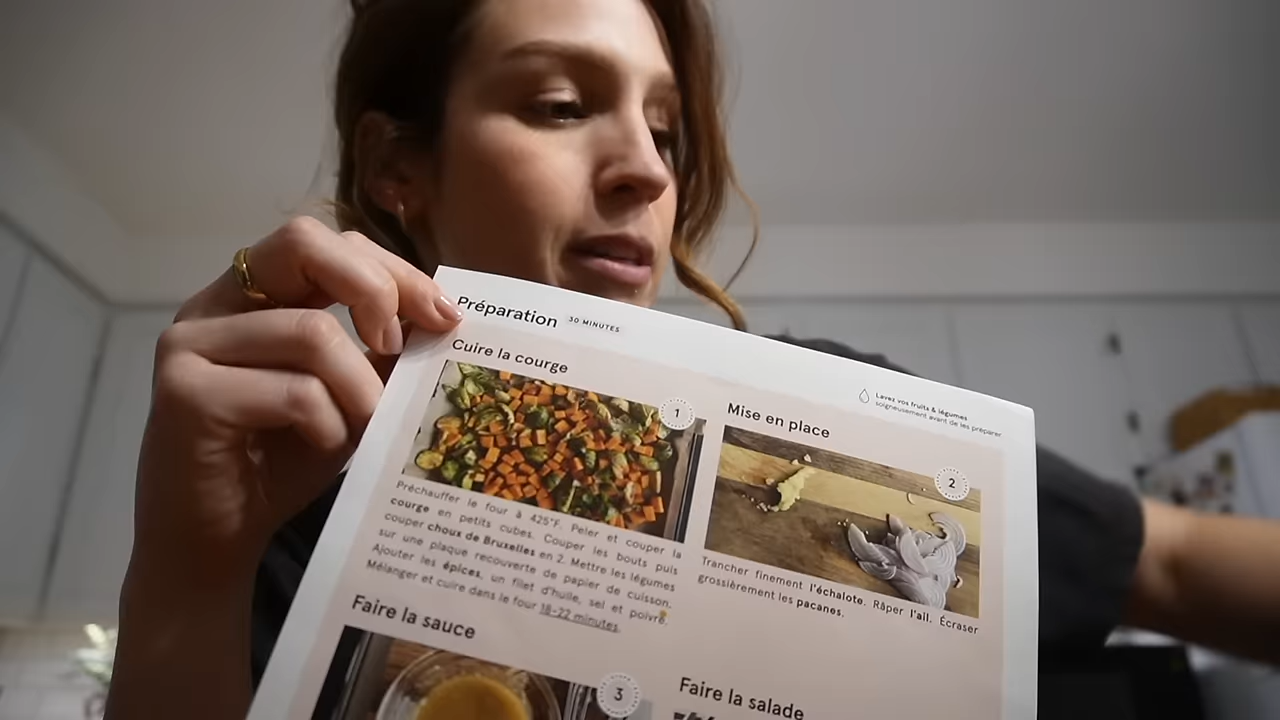 Préparation 30 MINUTES
Lavez vos fruits & légumes
soigneusement avant de les préparer
Cuire la courge
1
Préchauffer le four à 425°F. Peler et couper la
courge en petits cubes. Couper les bouts puis
couper choux de Bruxelles en 2. Mettre les légumes
sur une plaque recouverte de papier de cuisson.
Ajouter les épices, un filet d'huile, sel et poivre.
Mélanger et cuire dans le four 18-22 minutes.
Mise en place
2
Trancher finement l'échalote. Râper l'ail. Écraser
grossièrement les pacanes.
Faire la sauce
3
Faire la salade